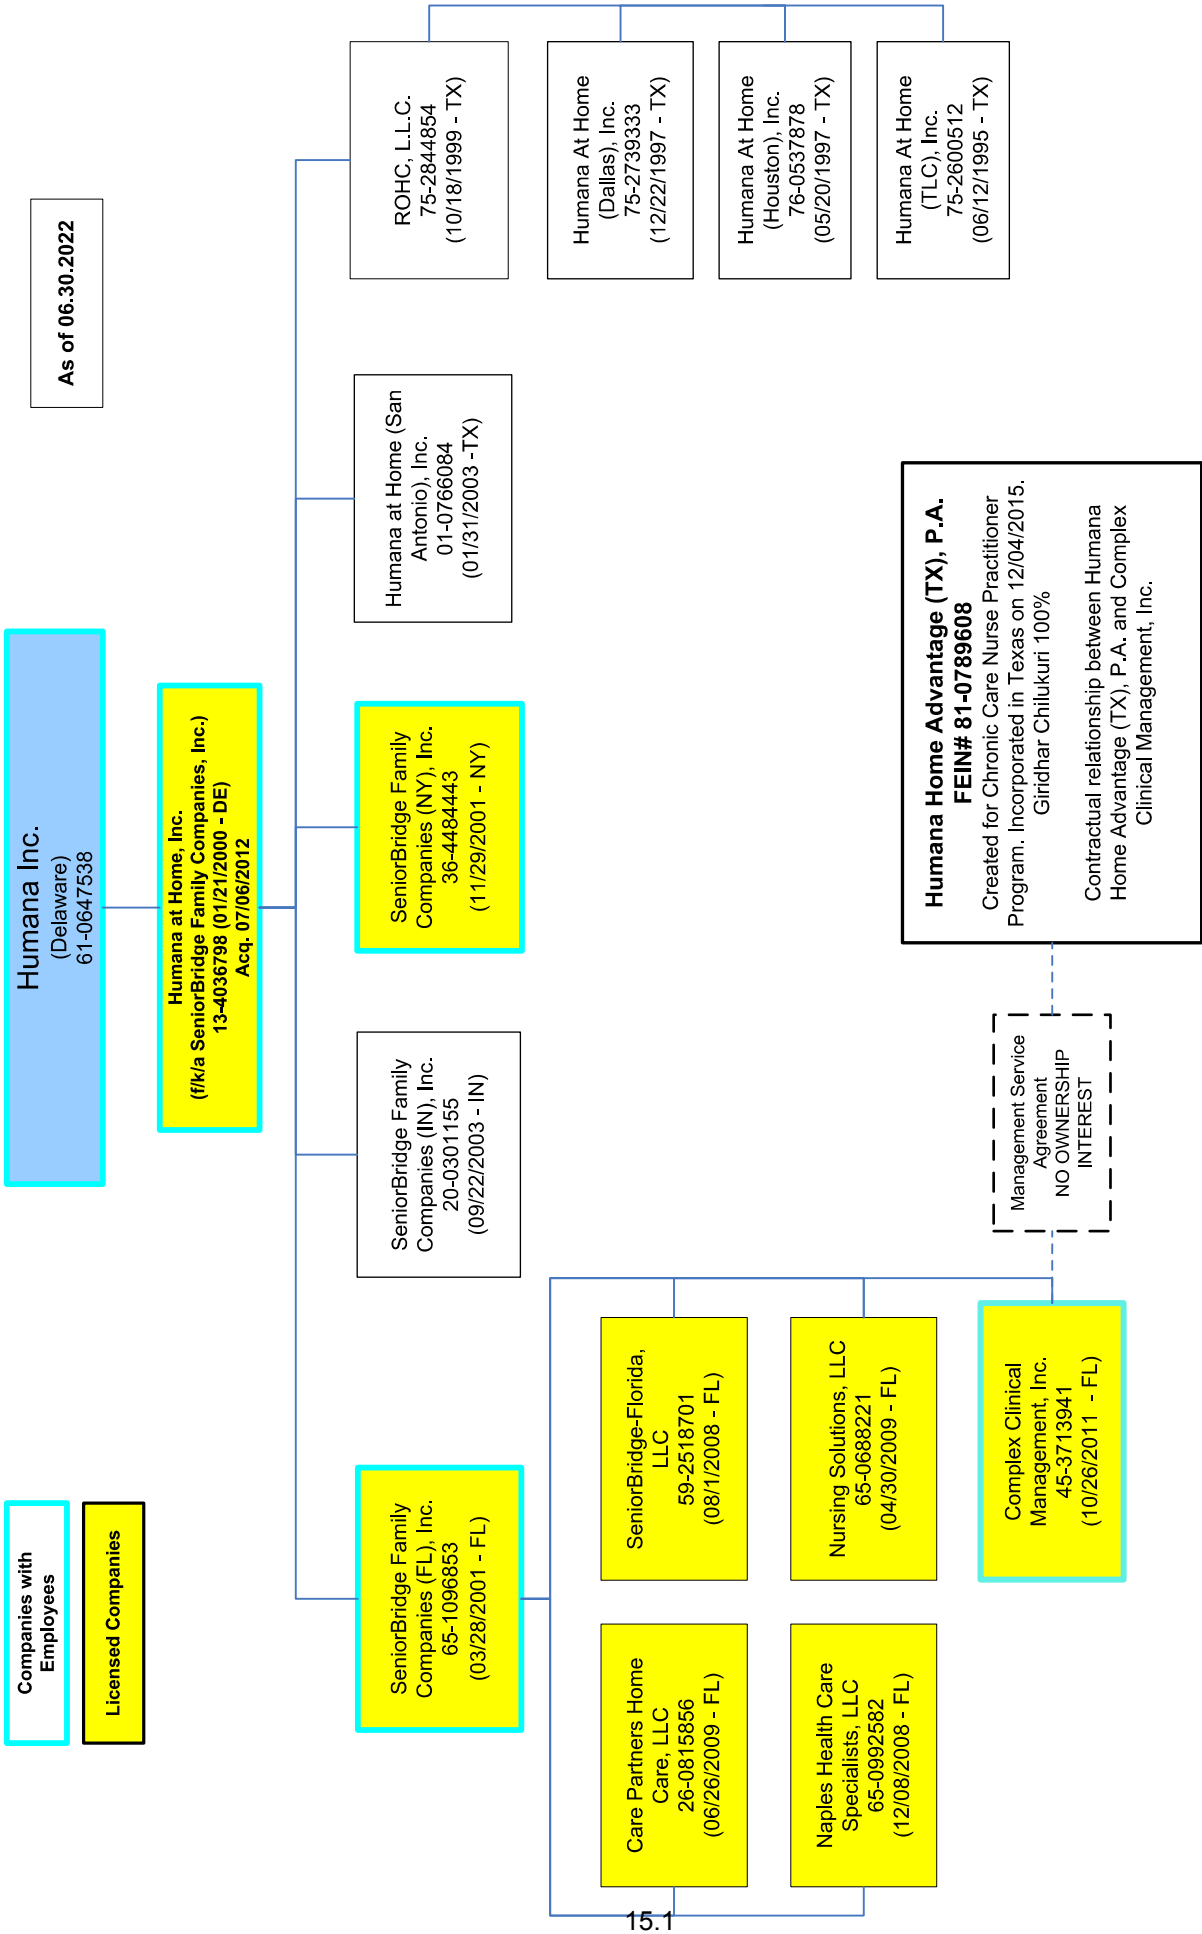 Companies with
Employees
Licensed Companies
Humana Inc.
(Delaware)
61-0647538
As of 06.30.2022
Humana at Home, Inc.
(f/k/a SeniorBridge Family Companies, Inc.)
13-4036798 (01/21/2000 - DE)
Acq. 07/06/2012
SeniorBridge Family
Companies (FL), Inc.
65-1096853
(03/28/2001 - FL)
SeniorBridge Family
Companies (IN), Inc.
20-0301155
(09/22/2003 - IN)
SeniorBridge Family
Companies (NY), Inc.
36-4484443
(11/29/2001 - NY)
Humana at Home (San
Antonio), Inc.
01-0766084
(01/31/2003 -TX)
ROHC, L.L.C.
75-2844854
(10/18/1999 - TX)
Care Partners Home
Care, LLC
26-0815856
(06/26/2009 - FL)
SeniorBridge-Florida,
LLC
59-2518701
(08/1/2008 - FL)
Humana At Home
(Dallas), Inc.
75-2739333
(12/22/1997 - TX)
Naples Health Care
Specialists, LLC
65-0992582
(12/08/2008 - FL)
Nursing Solutions, LLC
65-0688221
(04/30/2009 - FL)
Humana At Home
(Houston), Inc.
76-0537878
(05/20/1997 - TX)
Humana At Home
(TLC), Inc.
75-2600512
(06/12/1995 - TX)
Complex Clinical
Management, Inc.
45-3713941
(10/26/2011 - FL)
Management Service
Agreement
NO OWNERSHIP
INTEREST
Humana Home Advantage (TX), P.A.
FEIN# 81-0789608
Created for Chronic Care Nurse Practitioner
Program. Incorporated in Texas on 12/04/2015.
Giridhar Chilukuri 100%
Contractual relationship between Humana
Home Advantage (TX), P.A. and Complex
Clinical Management, Inc.
15.1